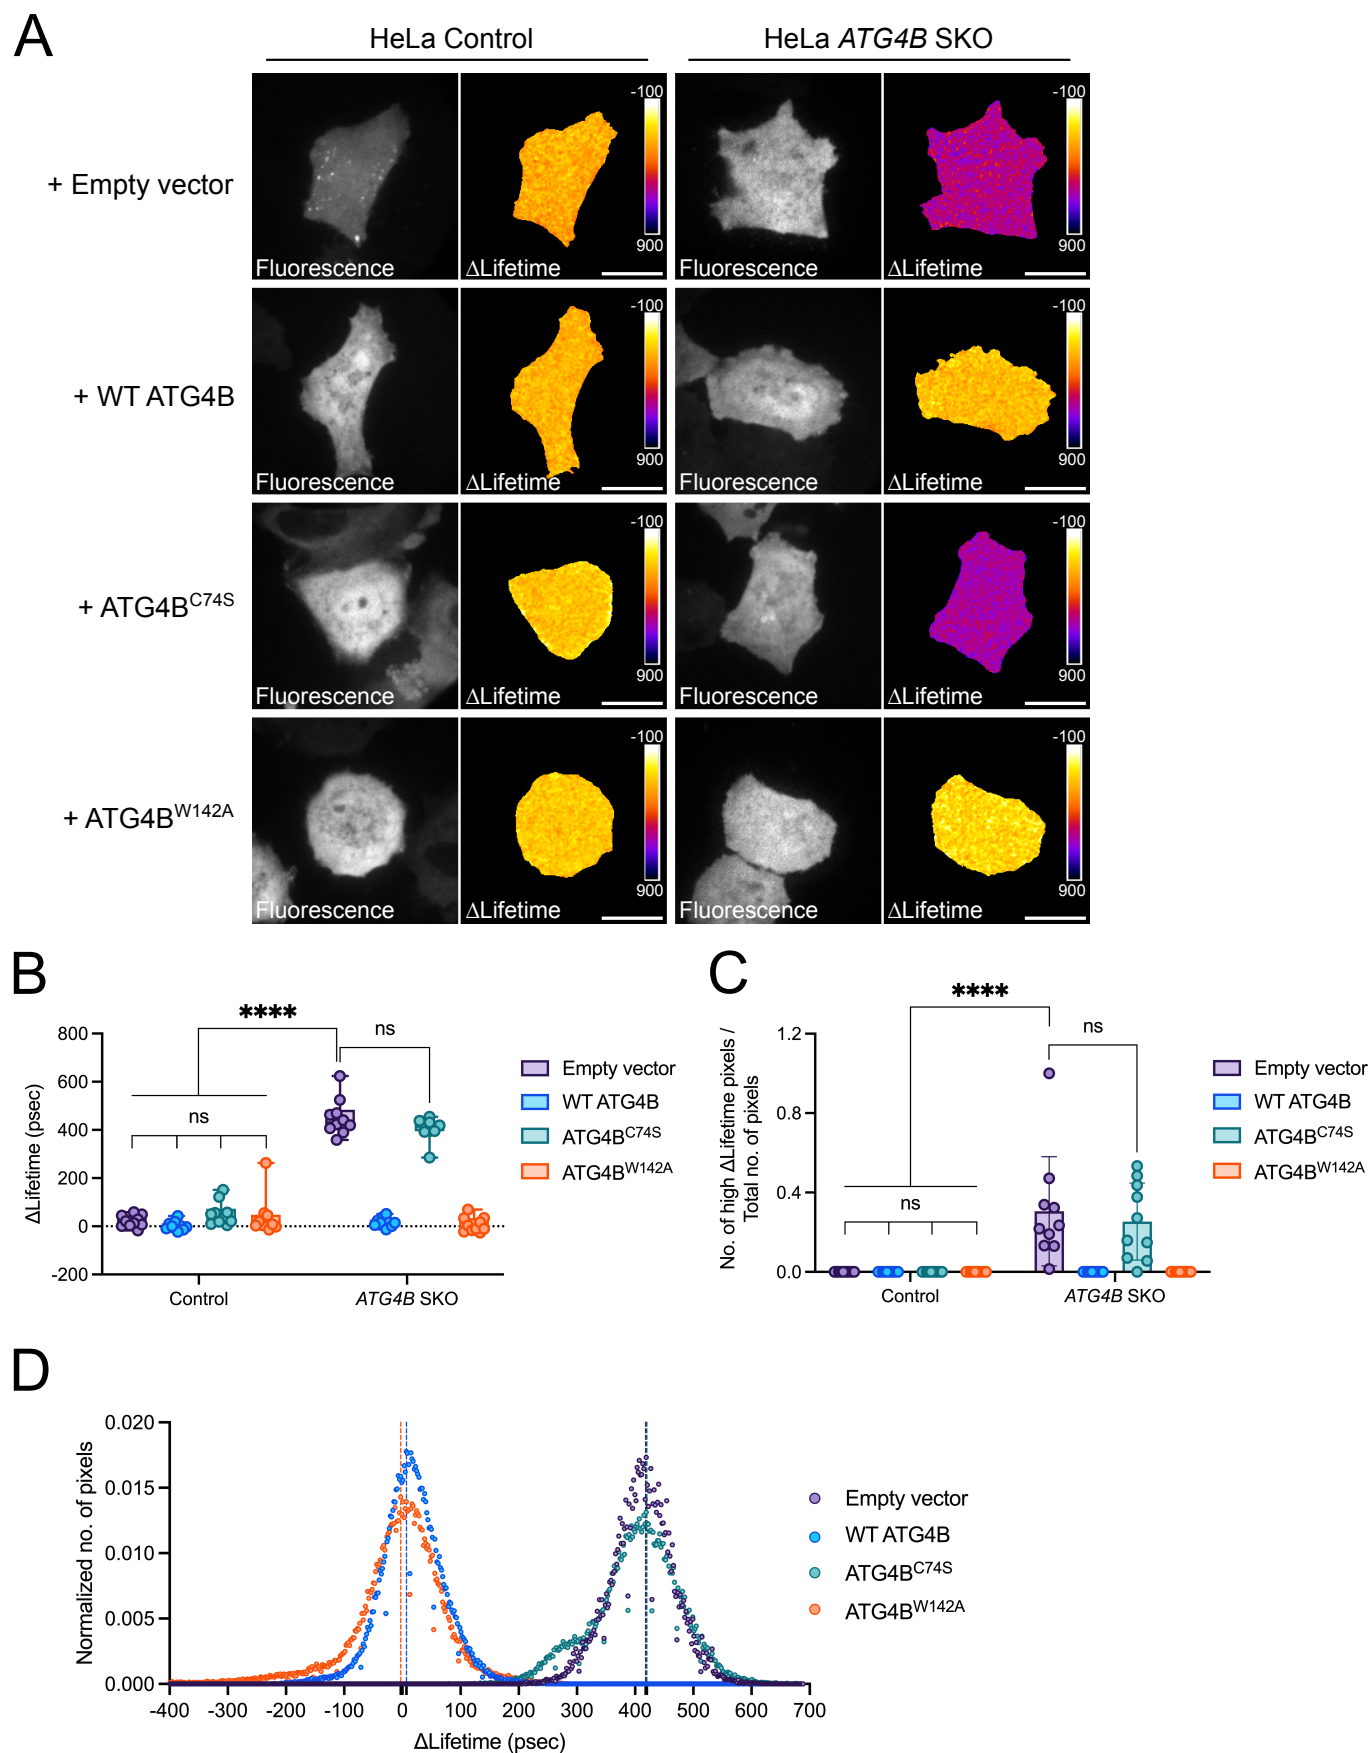 A
HeLa Control
HeLa ATG4B SKO
+ Empty vector
Fluorescence
ΔLifetime
-100
900
Fluorescence
ΔLifetime
-100
900
+ WT ATG4B
Fluorescence
ΔLifetime
-100
900
Fluorescence
ΔLifetime
-100
900
+ ATG4BC74S
Fluorescence
ΔLifetime
-100
900
Fluorescence
ΔLifetime
-100
900
+ ATG4BW142A
Fluorescence
ΔLifetime
-100
900
Fluorescence
ΔLifetime
-100
900
B
ΔLifetime (psec)
800
600
400
200
0
-200
****
ns
ns
Control
ATG4B SKO
Empty vector
WT ATG4B
ATG4BC74S
ATG4BW142A
C
No. of high ΔLifetime pixels /
Total no. of pixels
1.2
0.8
0.4
0.0
****
ns
ns
Control
ATG4B SKO
Empty vector
WT ATG4B
ATG4BC74S
ATG4BW142A
D
Normalized no. of pixels
0.020
0.015
0.010
0.005
0.000
-400 -300 -200 -100 0 100 200 300 400 500 600 700
ΔLifetime (psec)
Empty vector
WT ATG4B
ATG4BC74S
ATG4BW142A